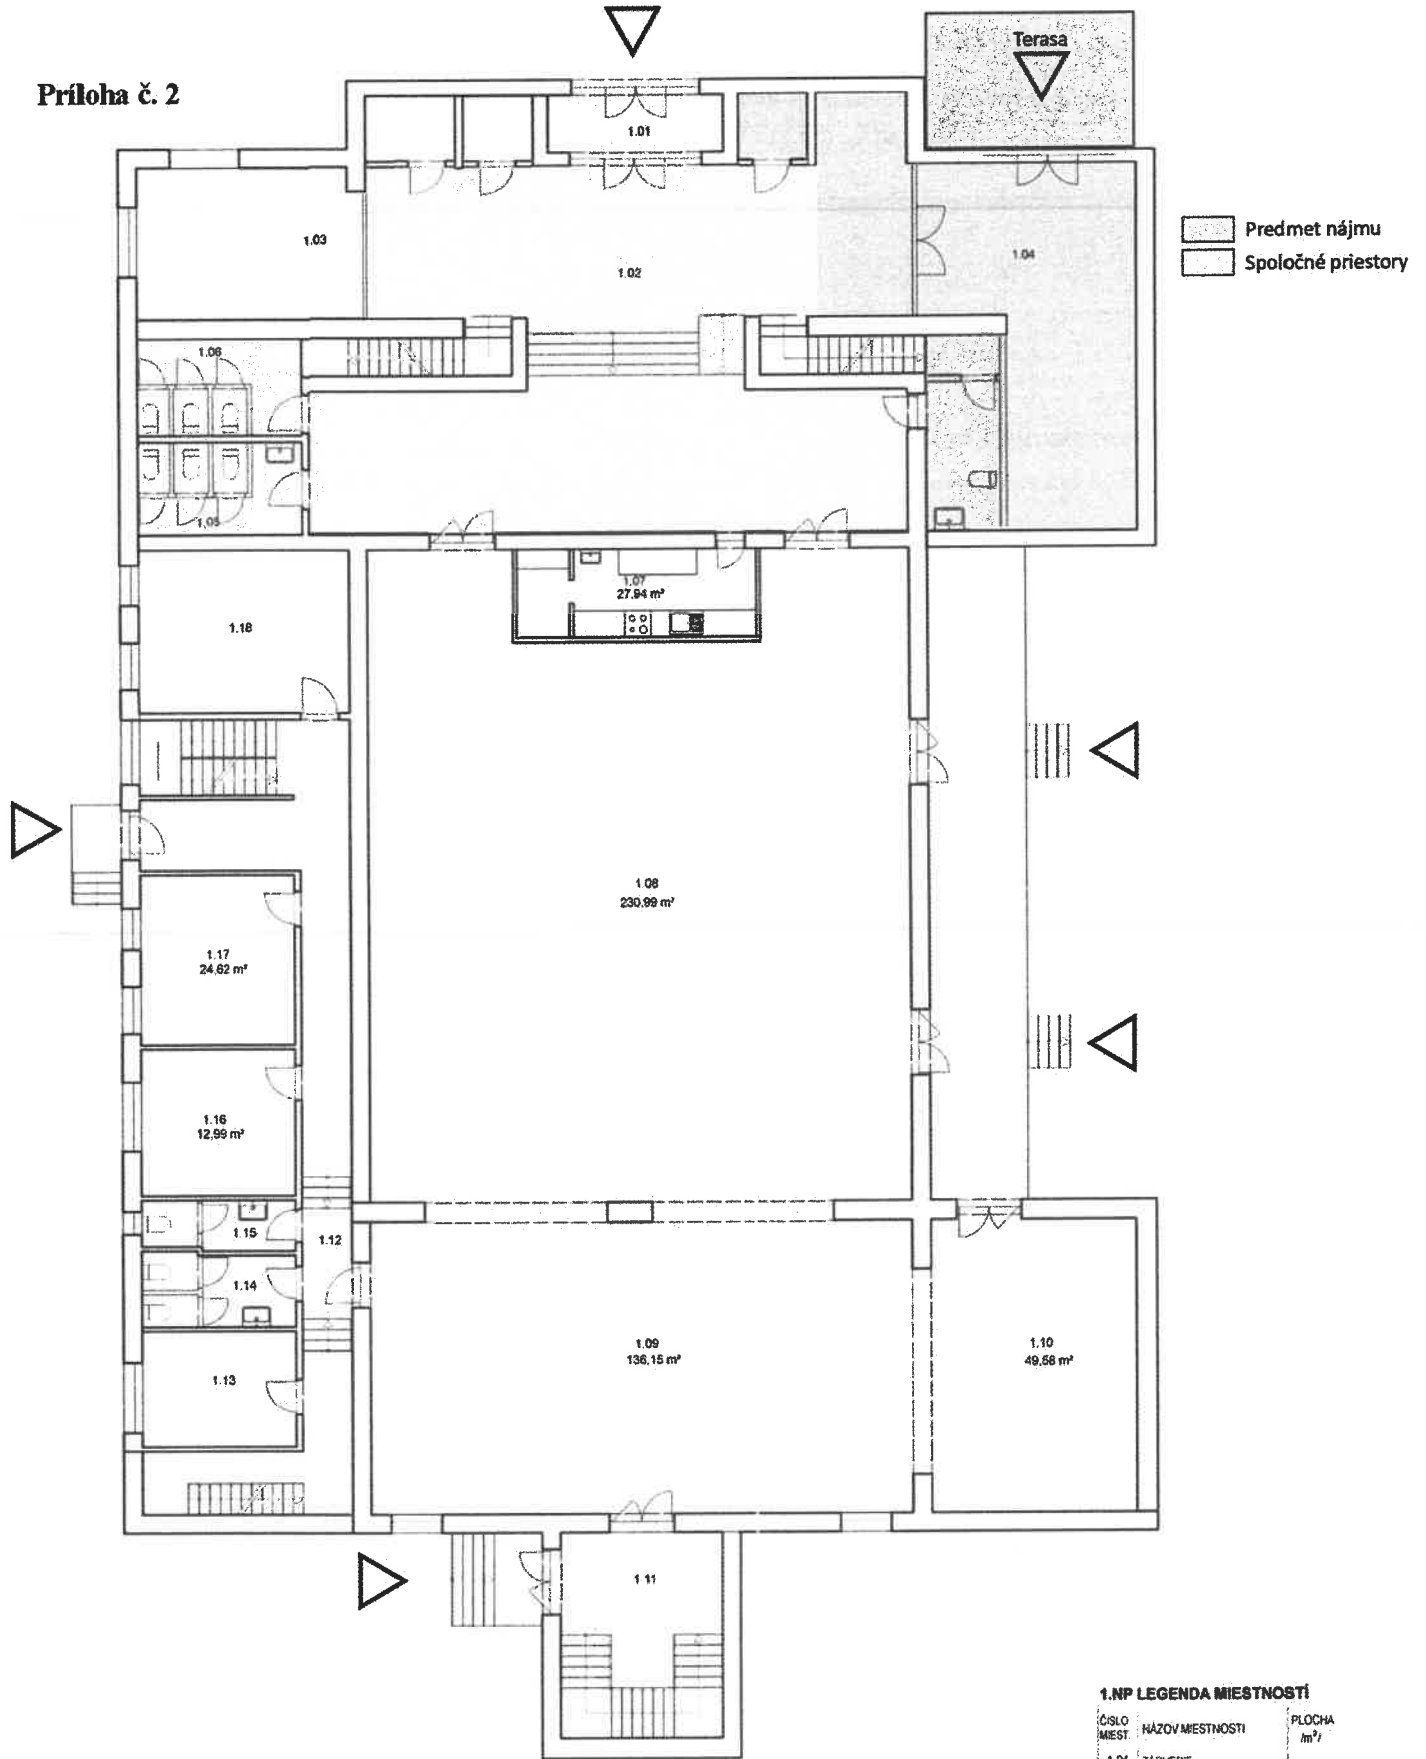 Terasa
Príloha č. 2
1.01
1.03
1.02
1.04
Predmet nájmu
Spoločné priestory
1.06
1.05
1.07
27,94 m²
1.18
1.08
230,99 m²
1.17
24,62 m²
1.16
12,99 m²
1.15
1.12
1.14
1.09
136,15 m²
1.10
49,58 m²
1.13
1.11
1.NP LEGENDA MIESTNOSTÍ
ČÍSLO MIEST. NÁZOV MIESTNOSTI PLOCHA /m²/